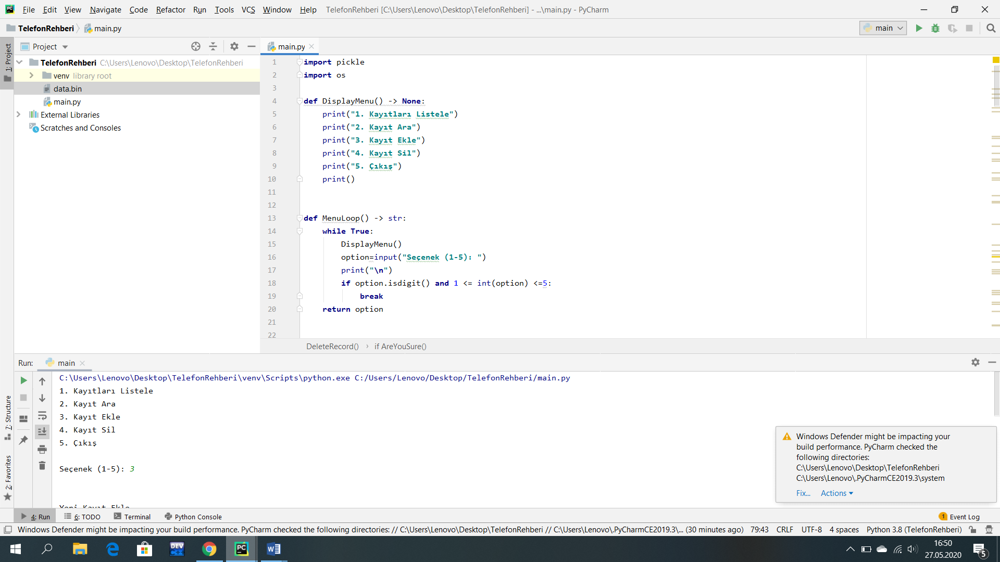 File Edit View Navigate Code Refactor Run Tools VCS Window Help TelefonRehberi [C:\Users\Lenovo\Desktop\TelefonRehberi] - ...\main.py - PyCharm
TelefonRehberi main.py
main
1: Project
Project
main.py
TelefonRehberi C:\Users\Lenovo\Desktop\TelefonRehberi
venv library root
data.bin
main.py
External Libraries
Scratches and Consoles
1 import pickle
2 import os
3
4 def DisplayMenu() -> None:
5 print("1. Kayıtları Listele")
6 print("2. Kayıt Ara")
7 print("3. Kayıt Ekle")
8 print("4. Kayıt Sil")
9 print("5. Çıkış")
10 print()
11
12
13 def MenuLoop() -> str:
14 while True:
15 DisplayMenu()
16 option=input("Seçenek (1-5): ")
17 print("\n")
18 if option.isdigit() and 1 <= int(option) <=5:
19 break
20 return option
21
22
DeleteRecord() › if AreYouSure()
Run: main
C:\Users\Lenovo\Desktop\TelefonRehberi\venv\Scripts\python.exe C:/Users/Lenovo/Desktop/TelefonRehberi/main.py
1. Kayıtları Listele
2. Kayıt Ara
3. Kayıt Ekle
4. Kayıt Sil
5. Çıkış
Seçenek (1-5): 3
Yeni Kayıt Ekle
7: Structure
2: Favorites
Windows Defender might be impacting your
build performance. PyCharm checked the
following directories:
C:\Users\Lenovo\Desktop\TelefonRehberi
C:\Users\Lenovo\.PyCharmCE2019.3\system
Fix... Actions
4: Run 6: TODO Terminal Python Console
1 Event Log
Windows Defender might be impacting your build performance. PyCharm checked the following directories: // C:\Users\Lenovo\Desktop\TelefonRehberi // C:\Users\Lenovo\.PyCharmCE2019.3\... (30 minutes ago) 79:43 CRLF UTF-8 4 spaces Python 3.8 (TelefonRehberi)
DEV C++
PC
W
16:50
27.05.2020
5